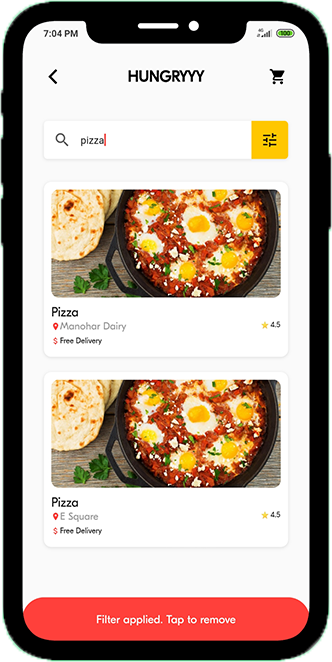 7:04 PM 4G 100
HUNGRYYY
pizza
Pizza
Manohar Dairy 4.5
$ Free Delivery
Pizza
E Square 4.5
$ Free Delivery
Filter applied. Tap to remove